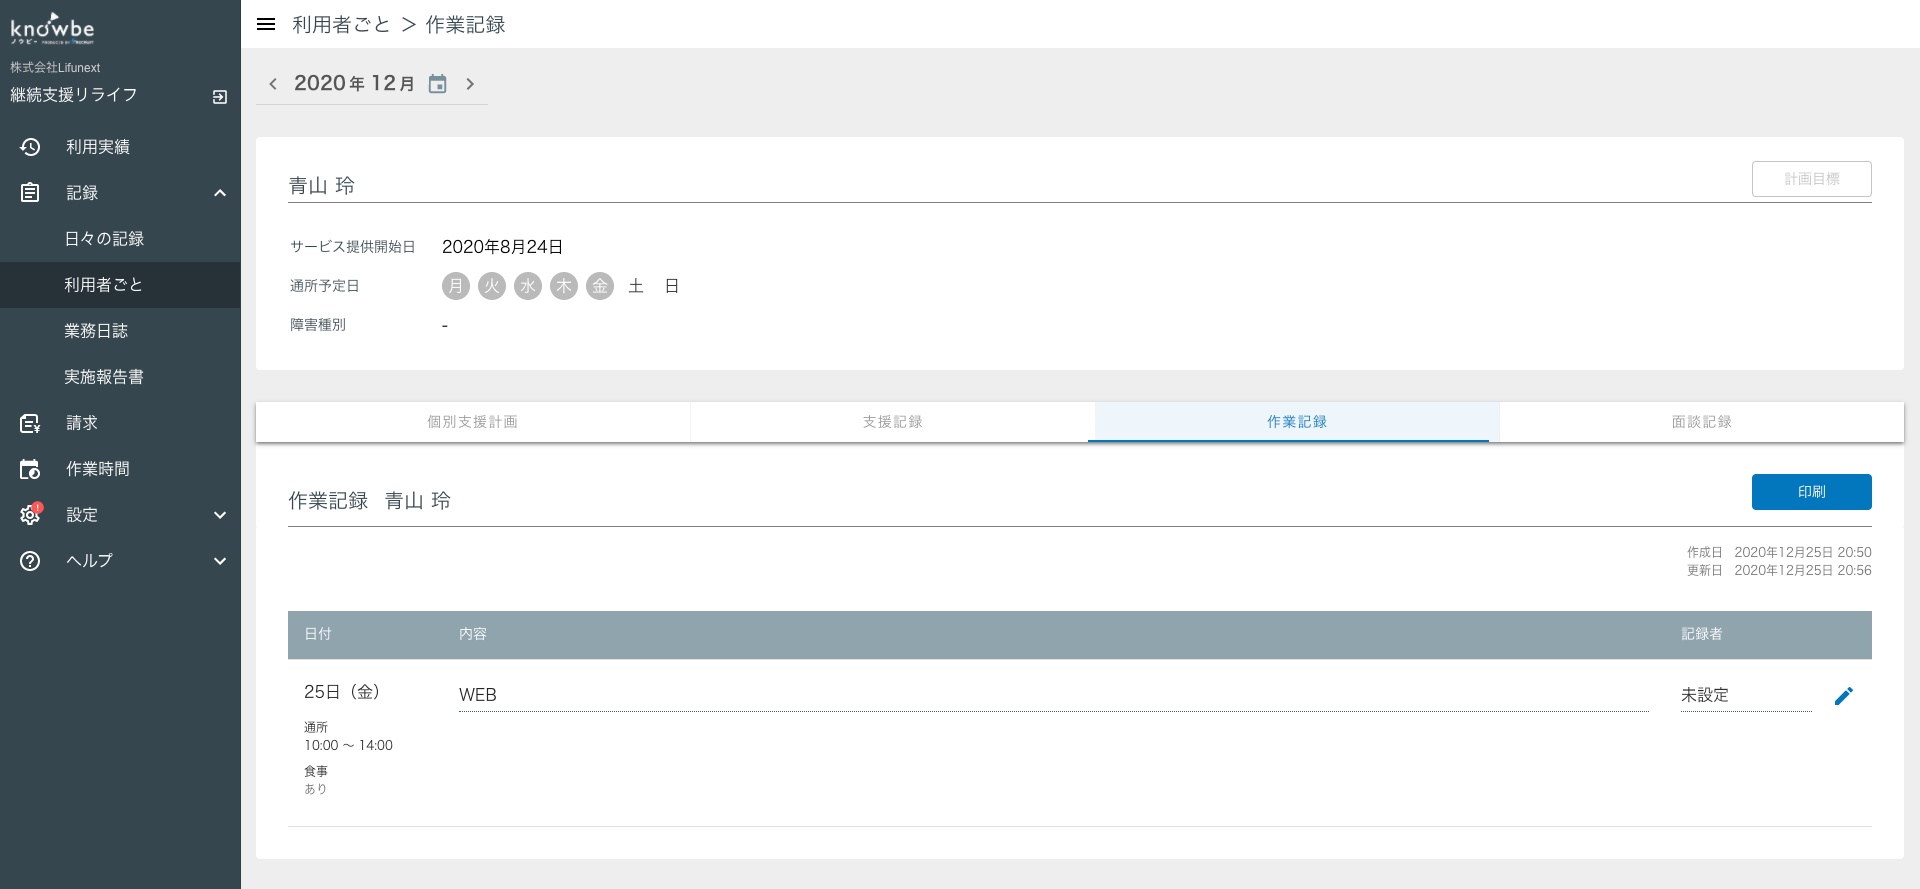 knowbe
ノウビー PRODUCED BY RECRUIT
株式会社Lifunext
継続支援リライフ
利用実績
記録
日々の記録
利用者ごと
業務日誌
実施報告書
請求
作業時間
設定
ヘルプ
利用者ごと ＞ 作業記録
2020年 12月
青山 玲
計画目標
サービス提供開始日 2020年8月24日
通所予定日 月 火 水 木 金 土 日
障害種別 -
個別支援計画 支援記録 作業記録 面談記録
作業記録 青山 玲
印刷
作成日 2020年12月25日 20:50
更新日 2020年12月25日 20:56
日付 内容 記録者
25日（金） WEB 未設定
通所
10:00 ～ 14:00
食事
あり